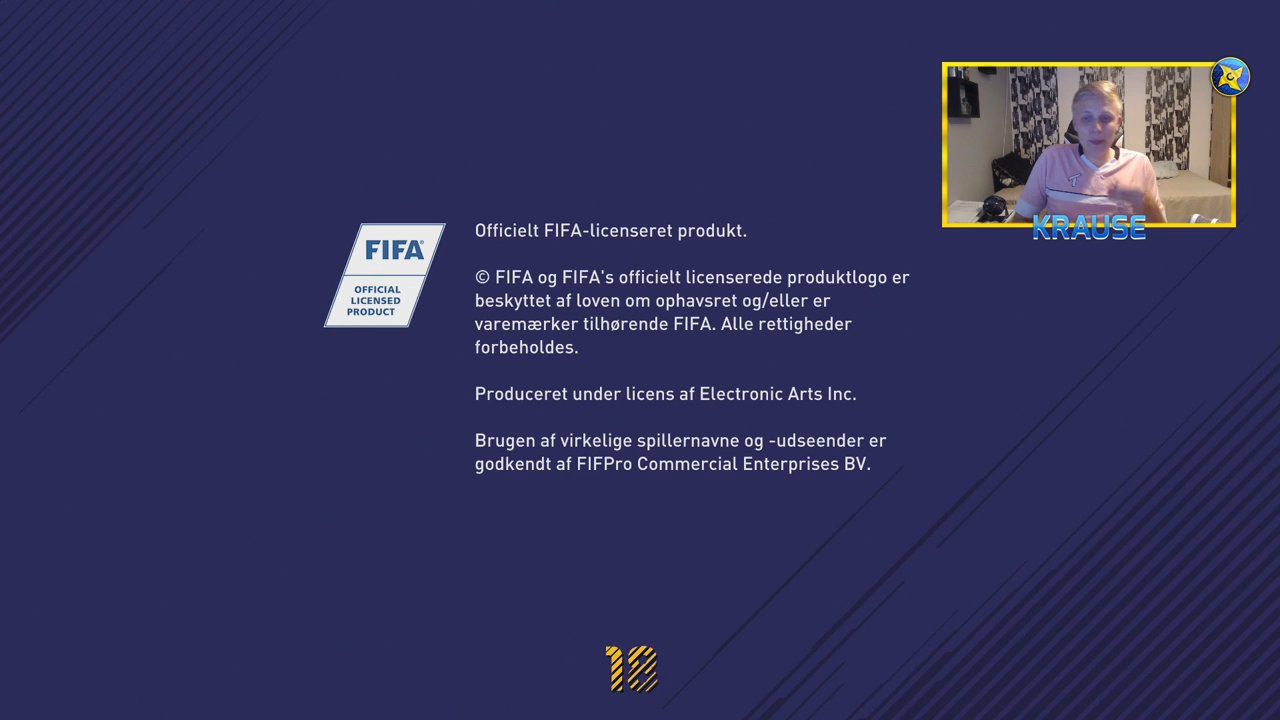 FIFA
OFFICIAL
LICENSED
PRODUCT
Officielt FIFA-licenseret produkt.
© FIFA og FIFA's officielt licenserede produktlogo er
beskyttet af loven om ophavsret og/eller er
varemærker tilhørende FIFA. Alle rettigheder
forbeholdes.
Produceret under licens af Electronic Arts Inc.
Brugen af virkelige spillernavne og -udseender er
godkendt af FIFPro Commercial Enterprises BV.
KRAUSE
18